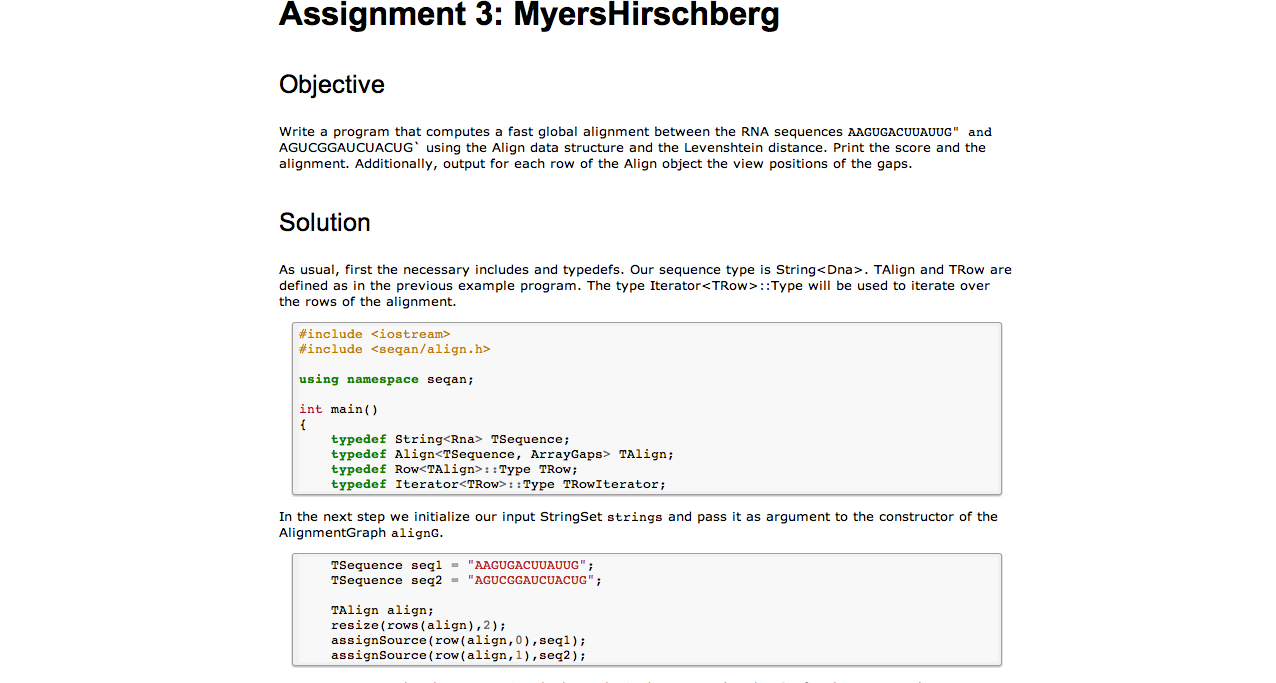 Assignment 3: MyersHirschberg
Objective
Write a program that computes a fast global alignment between the RNA sequences AAGUGACUUAUUG" and
AGUCGGAUCUACUG` using the Align data structure and the Levenshtein distance. Print the score and the
alignment. Additionally, output for each row of the Align object the view positions of the gaps.
Solution
As usual, first the necessary includes and typedefs. Our sequence type is String<Dna>. TAlign and TRow are
defined as in the previous example program. The type Iterator<TRow>::Type will be used to iterate over
the rows of the alignment.
#include <iostream>
#include <seqan/align.h>
using namespace seqan;
int main()
{
typedef String<Rna> TSequence;
typedef Align<TSequence, ArrayGaps> TAlign;
typedef Row<TAlign>::Type TRow;
typedef Iterator<TRow>::Type TRowIterator;
In the next step we initialize our input StringSet strings and pass it as argument to the constructor of the
AlignmentGraph alignG.
TSequence seq1 = "AAGUGACUUAUUG";
TSequence seq2 = "AGUCGGAUCUACUG";
TAlign align;
resize(rows(align),2);
assignSource(row(align,0),seq1);
assignSource(row(align,1),seq2);